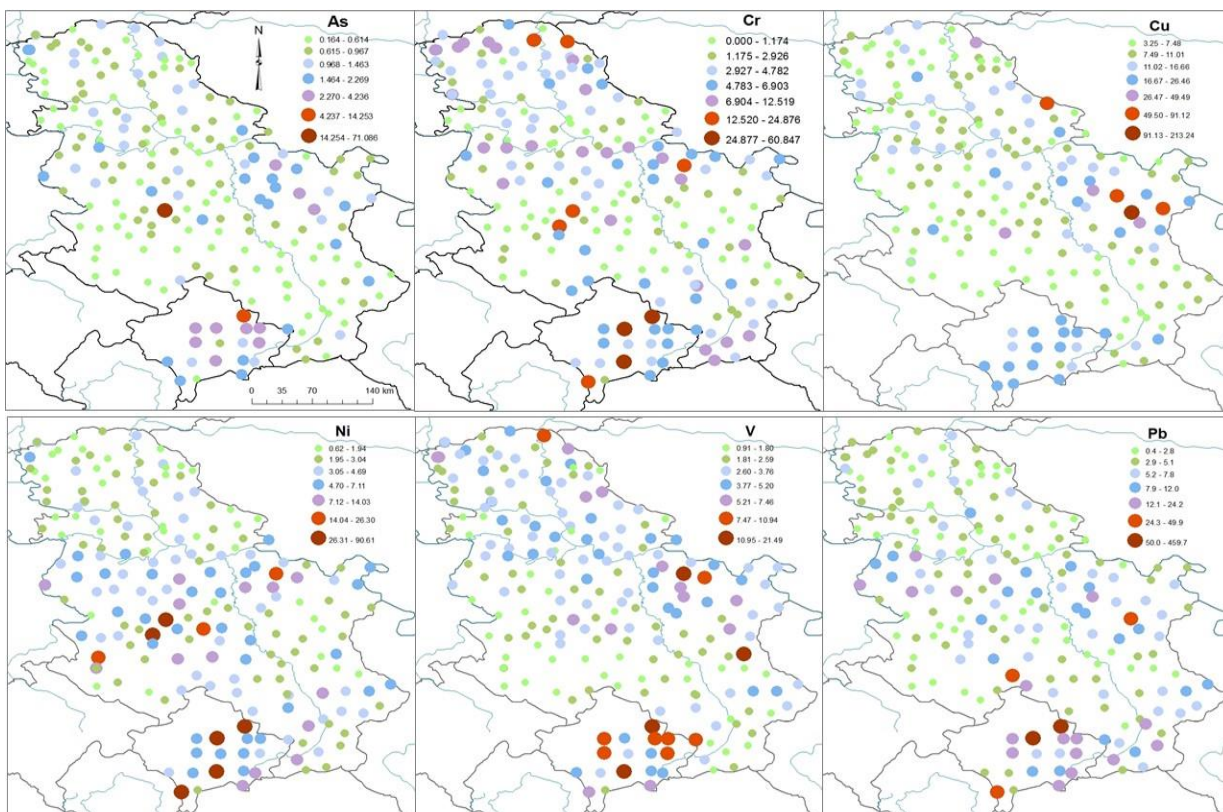 As
N
0.164 - 0.614
0.615 - 0.967
0.968 - 1.463
1.464 - 2.269
2.270 - 4.236
4.237 - 14.253
14.254 - 71.086
0 35 70 140 km
Cr
0.000 - 1.174
1.175 - 2.926
2.927 - 4.782
4.783 - 6.903
6.904 - 12.519
12.520 - 24.876
24.877 - 60.847
Cu
3.25 - 7.48
7.49 - 11.01
11.02 - 16.66
16.67 - 26.46
26.47 - 49.49
49.50 - 91.12
91.13 - 213.24
Ni
0.62 - 1.94
1.95 - 3.04
3.05 - 4.69
4.70 - 7.11
7.12 - 14.03
14.04 - 26.30
26.31 - 90.61
V
0.91 - 1.80
1.81 - 2.59
2.60 - 3.76
3.77 - 5.20
5.21 - 7.46
7.47 - 10.94
10.95 - 21.49
Pb
0.4 - 2.8
2.9 - 5.1
5.2 - 7.8
7.9 - 12.0
12.1 - 24.2
24.3 - 49.9
50.0 - 459.7